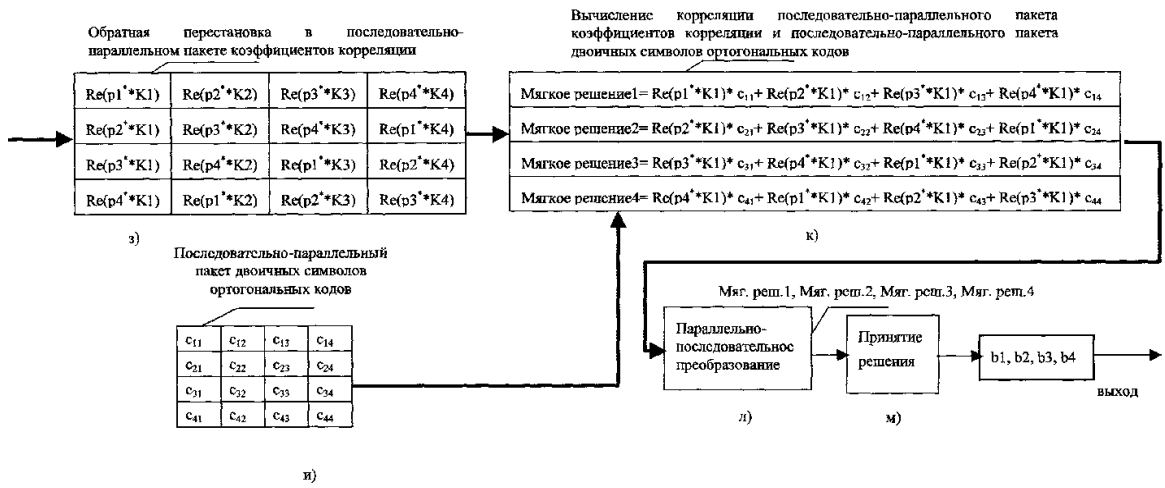 Обратная перестановка в последовательно-
параллельном пакете коэффициентов корреляции
Re(p1**K1) Re(p2**K2) Re(p3**K3) Re(p4**K4)
Re(p2**K1) Re(p3**K2) Re(p4**K3) Re(p1**K4)
Re(p3**K1) Re(p4**K2) Re(p1**K3) Re(p2**K4)
Re(p4**K1) Re(p1**K2) Re(p2**K3) Re(p3**K4)
з)
Вычисление корреляции последовательно-параллельного пакета
коэффициентов корреляции и последовательно-параллельного пакета
двоичных символов ортогональных кодов
Мягкое решение1= Re(p1**K1)* c11+ Re(p2**K1)* c12+ Re(p3**K1)* c13+ Re(p4**K1)* c14
Мягкое решение2= Re(p2**K1)* c21+ Re(p3**K1)* c22+ Re(p4**K1)* c23+ Re(p1**K1)* c24
Мягкое решение3= Re(p3**K1)* c31+ Re(p4**K1)* c32+ Re(p1**K1)* c33+ Re(p2**K1)* c34
Мягкое решение4= Re(p4**K1)* c41+ Re(p1**K1)* c42+ Re(p2**K1)* c43+ Re(p3**K1)* c44
к)
Последовательно-параллельный
пакет двоичных символов
ортогональных кодов
c11 c12 c13 c14
c21 c22 c23 c24
c31 c32 c33 c34
c41 c42 c43 c44
и)
Мяг. реш.1, Мяг. реш.2, Мяг. реш.3, Мяг. реш.4
Параллельно-
последовательное
преобразование
л)
Принятие
решения
м)
b1, b2, b3, b4
выход